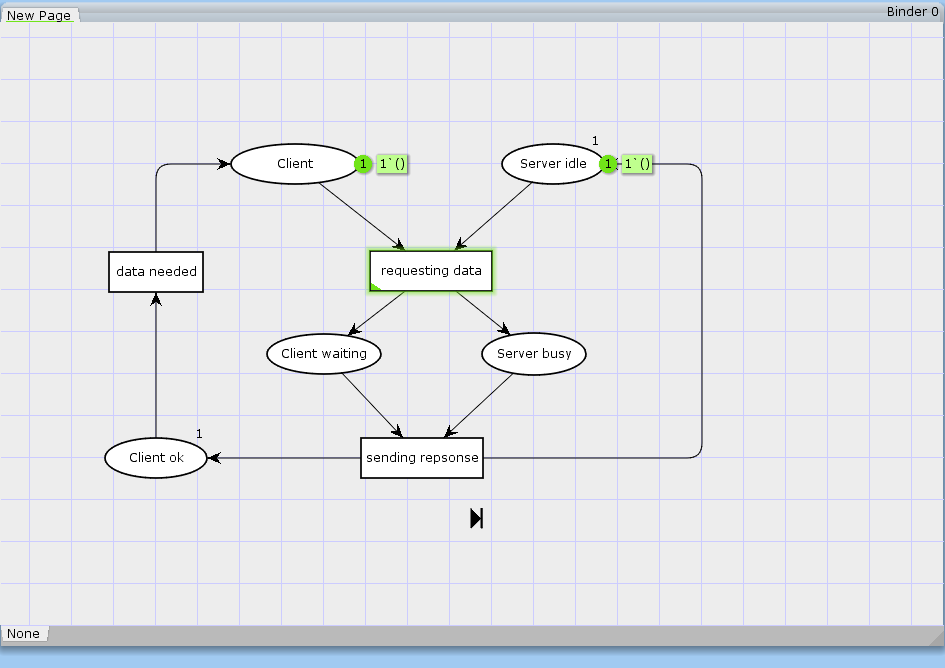 New Page
Binder 0
1
Client
1
1`()
Server idle
1
1`()
data needed
requesting data
Client waiting
Server busy
1
Client ok
sending repsonse
None